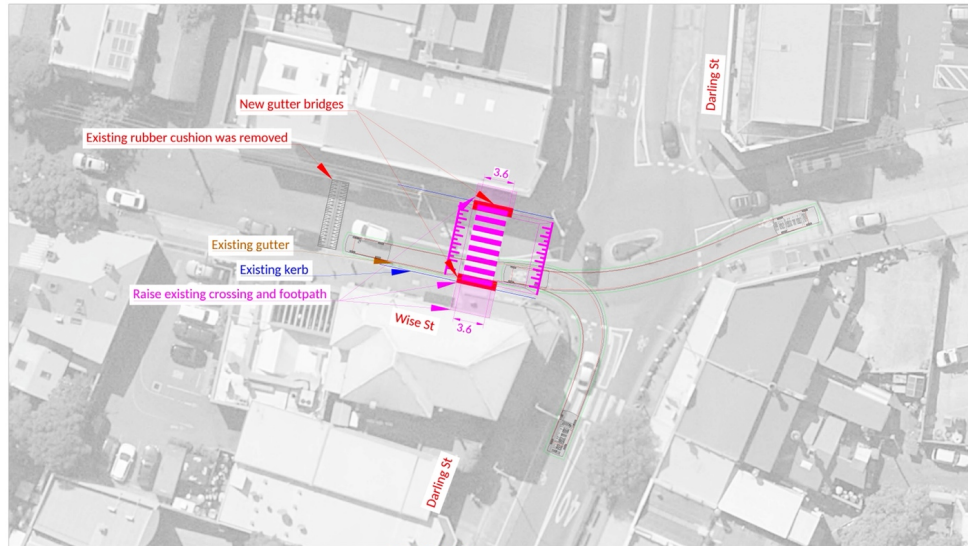 Darling St
New gutter bridges
Existing rubber cushion was removed
3.6
Existing gutter
Existing kerb
Raise existing crossing and footpath
Wise St
3.6
Darling St
40